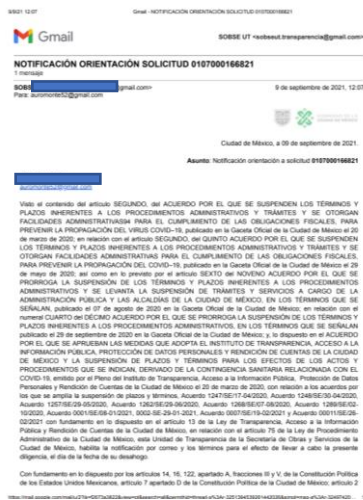 9/9/2021 12:07
Gmail - NOTIFICACIÓN ORIENTACIÓN SOLICITUD 0107000166821
Gmail
SOBSE UT <sobseut.transparencia@gmail.com>
NOTIFICACIÓN ORIENTACIÓN SOLICITUD 0107000166821
1 mensaje
SOBS
gmail.com>
9 de septiembre de 2021, 12:07
Para: auromonte52@gmail.com
Ciudad de México, a 09 de septiembre de 2021.
Asunto: Notificación orientación a solicitud 0107000166821
auromonte52@gmail.com
Visto el contenido del artículo SEGUNDO, del ACUERDO POR EL QUE SE SUSPENDEN LOS TÉRMINOS Y
PLAZOS INHERENTES A LOS PROCEDIMIENTOS ADMINISTRATIVOS Y TRÁMITES Y SE OTORGAN
FACILIDADES ADMINISTRATIVAS PARA EL CUMPLIMIENTO DE LAS OBLIGACIONES FISCALES, PARA
PREVENIR LA PROPAGACIÓN DEL VIRUS COVID-19, publicado en la Gaceta Oficial de la Ciudad de México el 20
de marzo de 2020; en relación con el artículo SEGUNDO, del QUINTO ACUERDO POR EL QUE SE SUSPENDEN
LOS TÉRMINOS Y PLAZOS INHERENTES A LOS PROCEDIMIENTOS ADMINISTRATIVOS Y TRÁMITES Y SE
OTORGAN FACILIDADES ADMINISTRATIVAS PARA EL CUMPLIMIENTO DE LAS OBLIGACIONES FISCALES,
PARA PREVENIR LA PROPAGACIÓN DEL COVID-19, publicado en la Gaceta Oficial de la Ciudad de México el 29
de mayo de 2020; así como en lo previsto por el artículo SEXTO del NOVENO ACUERDO POR EL QUE SE
PRORROGA LA SUSPENSIÓN DE LOS TÉRMINOS Y PLAZOS INHERENTES A LOS PROCEDIMIENTOS
ADMINISTRATIVOS Y SE LEVANTA LA SUSPENSIÓN DE TRÁMITES Y SERVICIOS A CARGO DE LA
ADMINISTRACIÓN PÚBLICA Y LAS ALCALDÍAS DE LA CIUDAD DE MÉXICO, EN LOS TÉRMINOS QUE SE
SEÑALAN, publicado el 07 de agosto de 2020 en la Gaceta Oficial de la Ciudad de México; en relación con el
numeral CUARTO del DÉCIMO ACUERDO POR EL QUE SE PRORROGA LA SUSPENSIÓN DE LOS TÉRMINOS Y
PLAZOS INHERENTES A LOS PROCEDIMIENTOS ADMINISTRATIVOS, EN LOS TÉRMINOS QUE SE SEÑALAN
publicado el 29 de septiembre de 2020 en la Gaceta Oficial de la Ciudad de México; y lo dispuesto en el ACUERDO
POR EL QUE SE APRUEBAN LAS MEDIDAS QUE ADOPTA EL INSTITUTO DE TRANSPARENCIA, ACCESO A LA
INFORMACIÓN PÚBLICA, PROTECCIÓN DE DATOS PERSONALES Y RENDICIÓN DE CUENTAS DE LA CIUDAD
DE MÉXICO Y LA SUSPENSIÓN DE PLAZOS Y TÉRMINOS PARA LOS EFECTOS DE LOS ACTOS Y
PROCEDIMIENTOS QUE SE INDICAN, DERIVADO DE LA CONTINGENCIA SANITARIA RELACIONADA CON EL
COVID-19, emitido por el Pleno del Instituto de Transparencia, Acceso a la Información Pública, Protección de Datos
Personales y Rendición de Cuentas de la Ciudad de México el 20 de marzo de 2020, con relación a los acuerdos por
los que se amplía la suspensión de plazos y términos, Acuerdo 1247/SE/17-04/2020, Acuerdo 1248/SE/30-04/2020,
Acuerdo 1257/SE/29-05/2020, Acuerdo 1262/SE/29-06/2020, Acuerdo 1268/SE/07-08/2020, Acuerdo 1289/SE/02-
10/2020, Acuerdo 0001/SE/08-01/2021, 0002-SE-29-01-2021, Acuerdo 0007/SE/19-02/2021 y Acuerdo 00011/SE/26-
02/2021 con fundamento en lo dispuesto en el artículo 13 de la Ley de Transparencia, Acceso a la Información
Pública y Rendición de Cuentas de la Ciudad de México, en relación con el artículo 75 de la Ley de Procedimiento
Administrativo de la Ciudad de México, esta Unidad de Transparencia de la Secretaría de Obras y Servicios de la
Ciudad de México, habilita la notificación por correo y los términos para el efecto de llevar a cabo la presente
diligencia, el día de la fecha de su desahogo.
Con fundamento en lo dispuesto por los artículos 14, 16, 122, apartado A, fracciones III y V, de la Constitución Política
de los Estados Unidos Mexicanos, artículo 7 apartado D de la Constitución Política de la Ciudad de México; artículo 2